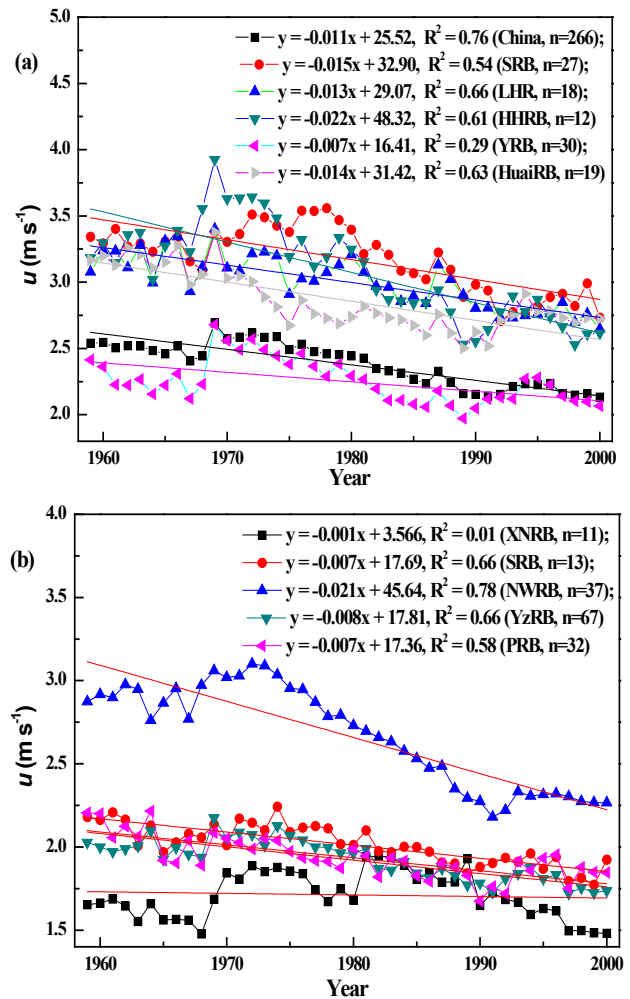 (a)
y = -0.011x + 25.52, R² = 0.76 (China, n=266);
y = -0.015x + 32.90, R² = 0.54 (SRB, n=27);
y = -0.013x + 29.07, R² = 0.66 (LHR, n=18);
y = -0.022x + 48.32, R² = 0.61 (HHRB, n=12)
y = -0.007x + 16.41, R² = 0.29 (YRB, n=30);
y = -0.014x + 31.42, R² = 0.63 (HuaiRB, n=19)
5.0
4.5
4.0
3.5
3.0
2.5
2.0
u (m s⁻¹)
1960 1970 1980 1990 2000
Year
(b)
y = -0.001x + 3.566, R² = 0.01 (XNRB, n=11);
y = -0.007x + 17.69, R² = 0.66 (SRB, n=13);
y = -0.021x + 45.64, R² = 0.78 (NWRB, n=37);
y = -0.008x + 17.81, R² = 0.66 (YzRB, n=67)
y = -0.007x + 17.36, R² = 0.58 (PRB, n=32)
4.0
3.5
3.0
2.5
2.0
1.5
u (m s⁻¹)
1960 1970 1980 1990 2000
Year